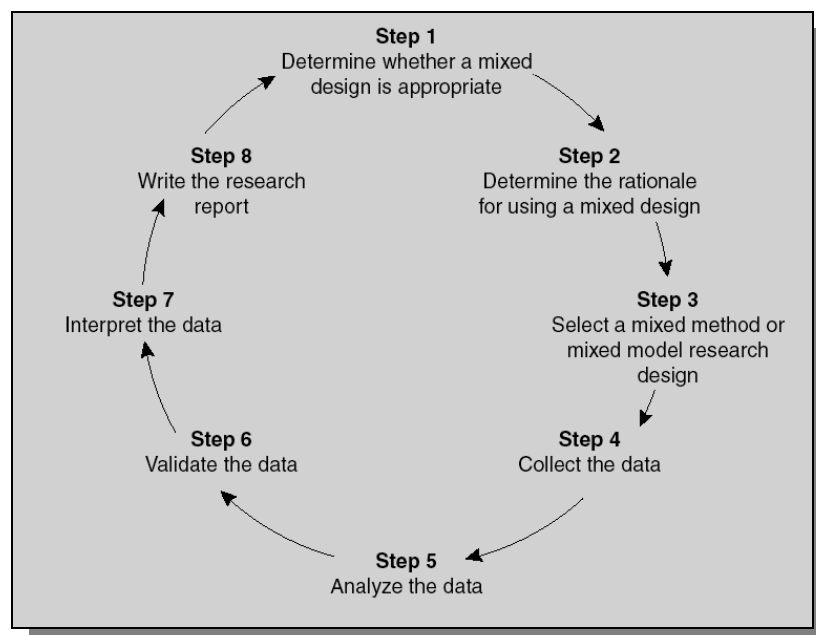 Step 1
Determine whether a mixed
design is appropriate
Step 2
Determine the rationale
for using a mixed design
Step 3
Select a mixed method or
mixed model research
design
Step 4
Collect the data
Step 5
Analyze the data
Step 6
Validate the data
Step 7
Interpret the data
Step 8
Write the research
report